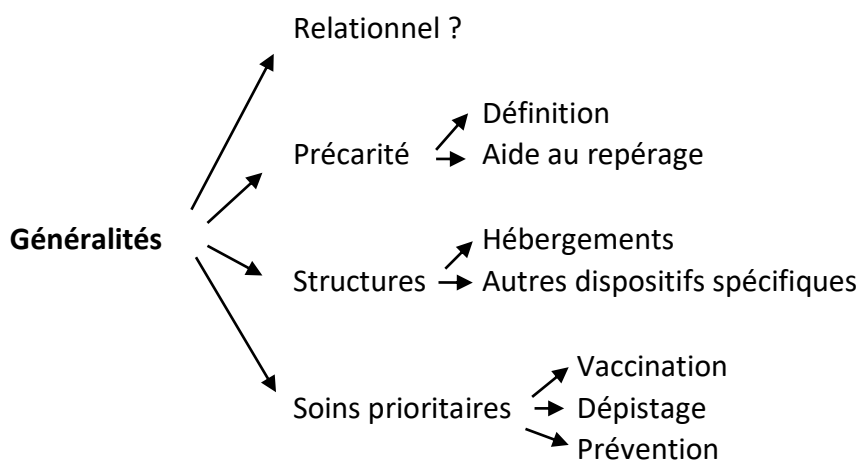 Relationnel ?
Définition
Précarité
Aide au repérage
Généralités
Hébergements
Structures
Autres dispositifs spécifiques
Vaccination
Soins prioritaires
Dépistage
Prévention